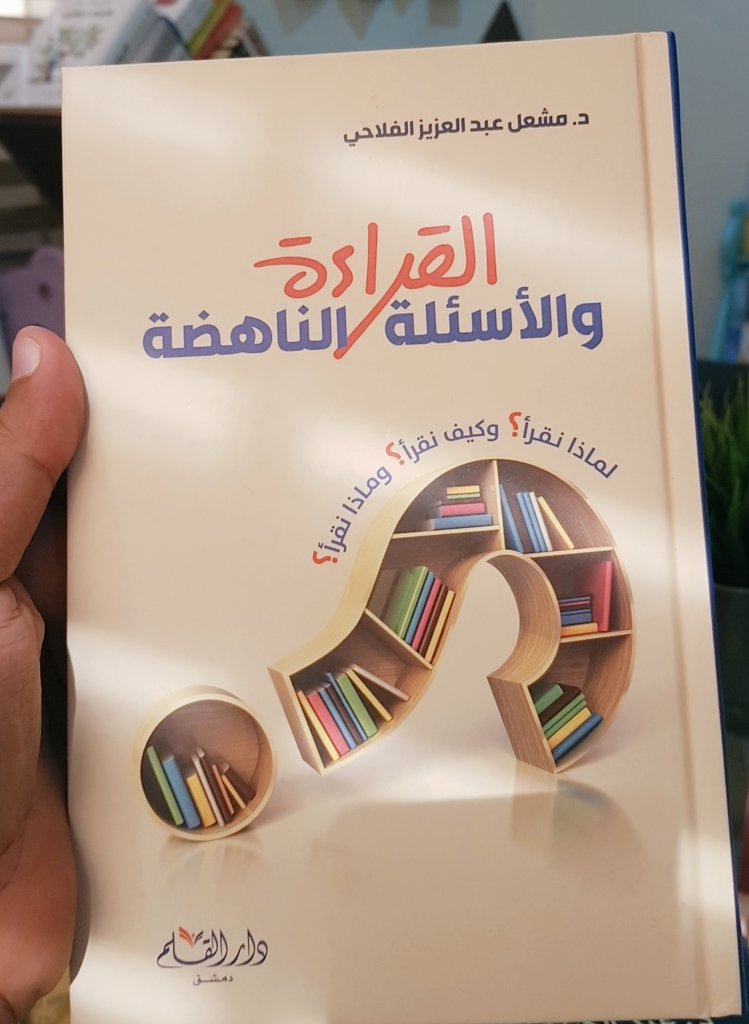 د. مشعل عبد العزيز الفلاحي
القراءة
والأسئلة الناهضة
لماذا نقرأ؟ وكيف نقرأ؟ وماذا نقرأ؟
دار القلم
دمشق